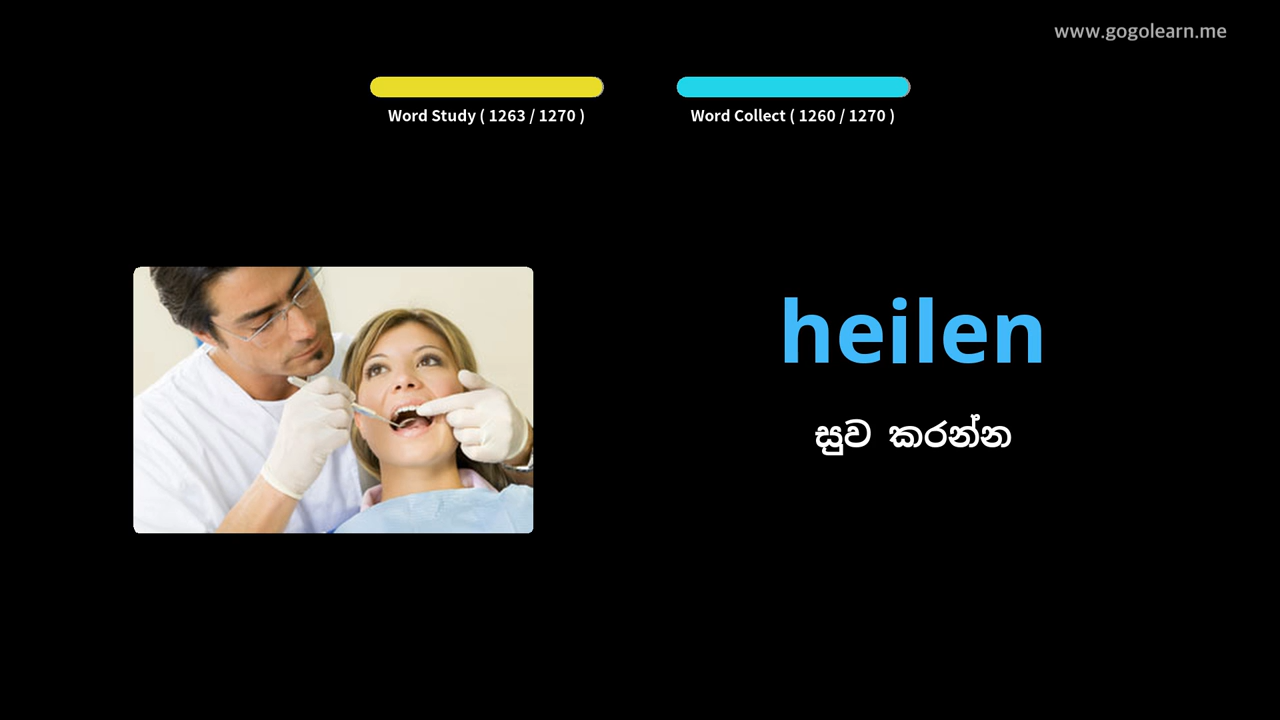 www.gogolearn.me
Word Study ( 1263 / 1270 )
Word Collect ( 1260 / 1270 )
heilen
සුව කරන්න